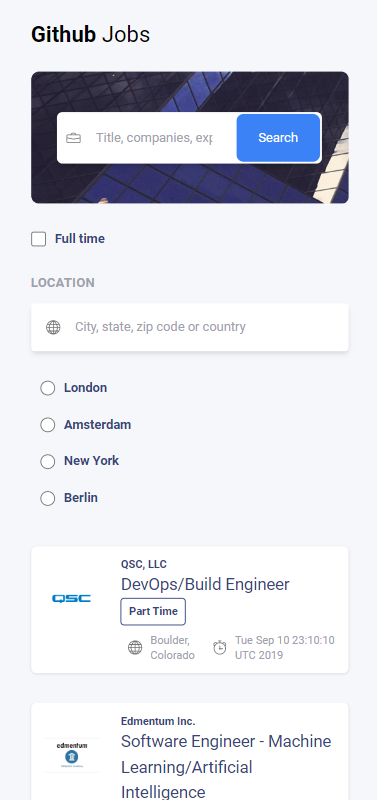 Github Jobs
Title, companies, exp
Search
Full time
LOCATION
City, state, zip code or country
London
Amsterdam
New York
Berlin
QSC, LLC
QSC
DevOps/Build Engineer
Part Time
Boulder,
Colorado
Tue Sep 10 23:10:10
UTC 2019
Edmentum Inc.
edmentum
Software Engineer - Machine
Learning/Artificial
Intelligence